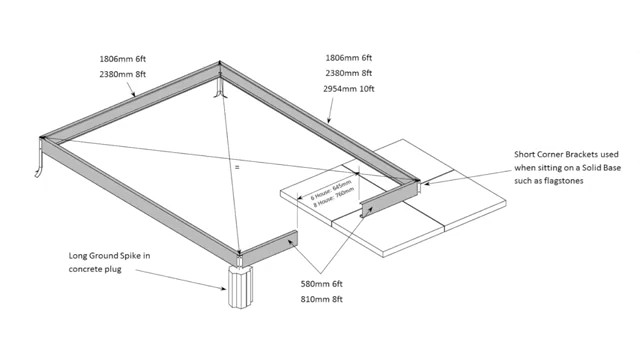 1806mm 6ft
2380mm 8ft
1806mm 6ft
2380mm 8ft
2954mm 10ft
Short Corner Brackets used
when sitting on a Solid Base
such as flagstones
6 House: 645mm
8 House: 760mm
=
Long Ground Spike in
concrete plug
580mm 6ft
810mm 8ft